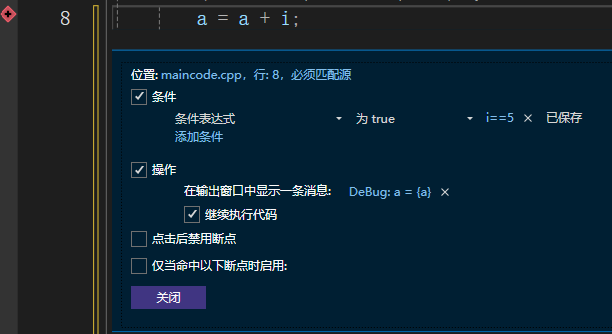 8 a = a + i;
位置: maincode.cpp, 行: 8, 必须匹配源
条件
条件表达式 为 true i==5 × 已保存
添加条件
操作
在输出窗口中显示一条消息: DeBug: a = {a} ×
继续执行代码
点击后禁用断点
仅当命中以下断点时启用:
关闭